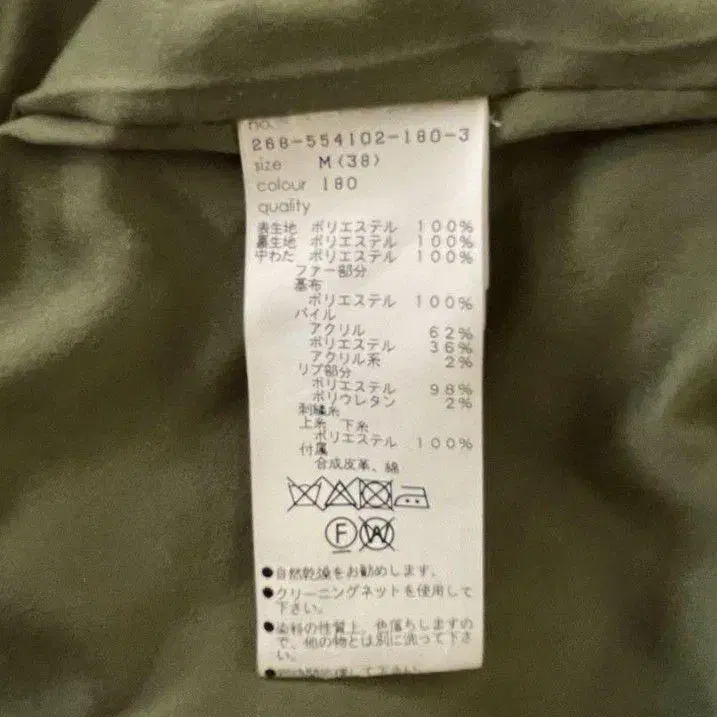 no.
268-554102-180-3
size M(38)
colour 180
quality
表生地 ポリエステル 100%
裏生地 ポリエステル 100%
中わた ポリエステル 100%
ファー部分
基布
ポリエステル 100%
パイル
アクリル 62%
ポリエステル 36%
アクリル系 2%
リブ部分
ポリエステル 98%
ポリウレタン 2%
刺繍糸
上糸 下糸
ポリエステル 100%
付属
合成皮革、綿
F W
●自然乾燥をお勧めします。
●クリーニングネットを使用して
下さい。
●染料の性質上、色落ちしますの
で、他の物とは別に洗って下さ
い。
て下さい。